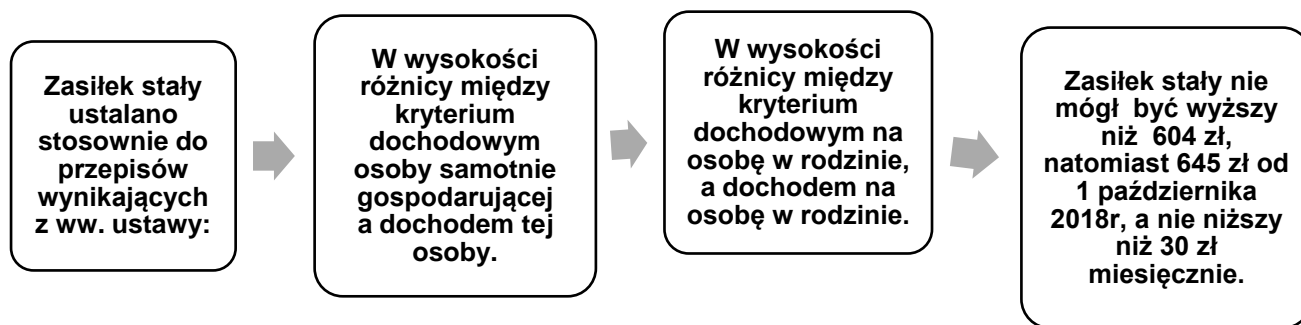 Zasiłek stały
ustalano
stosownie do
przepisów
wynikających
z ww. ustawy:
W wysokości
różnicy między
kryterium
dochodowym
osoby samotnie
gospodarującej
a dochodem tej
osoby.
W wysokości
różnicy między
kryterium
dochodowym na
osobę w rodzinie,
a dochodem na
osobę w rodzinie.
Zasiłek stały nie
mógł  być wyższy
niż  604 zł,
natomiast 645 zł od
1 października
2018r, a nie niższy
niż 30 zł
miesięcznie.